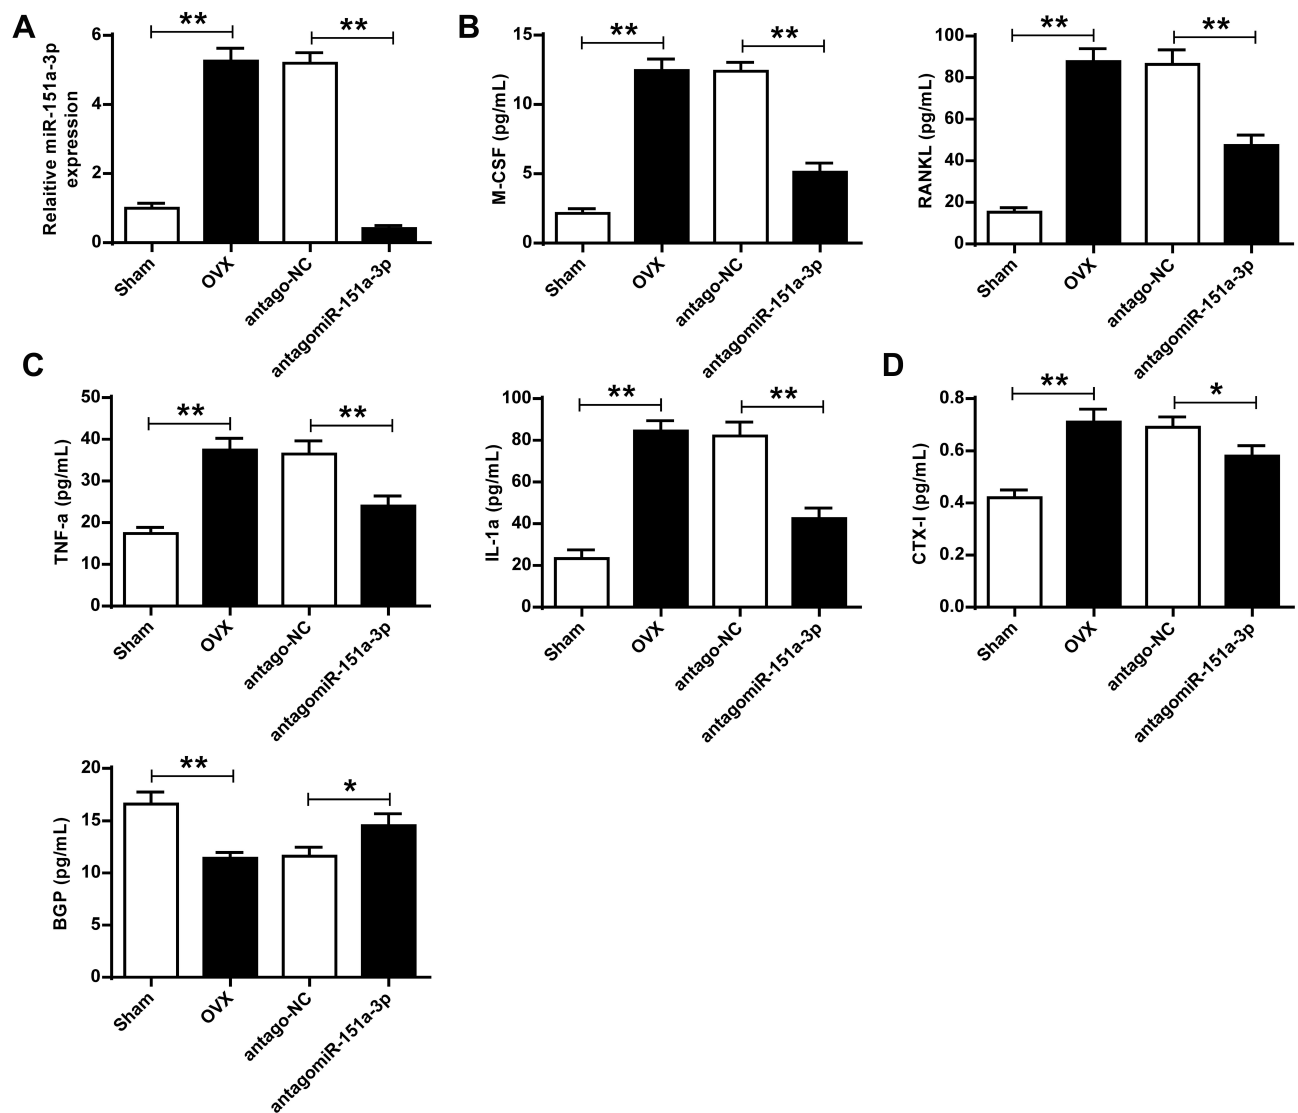 A
**
**
Relaitive miR-151a-3p
expression
6
4
2
0
Sham
OVX
antago-NC
antagomiR-151a-3p
B
**
**
M-CSF (pg/mL)
15
10
5
0
Sham
OVX
antago-NC
antagomiR-151a-3p
**
**
RANKL (pg/mL)
100
80
60
40
20
0
Sham
OVX
antago-NC
antagomiR-151a-3p
C
**
**
TNF-a (pg/mL)
50
40
30
20
10
0
Sham
OVX
antago-NC
antagomiR-151a-3p
**
**
IL-1a (pg/mL)
100
80
60
40
20
0
Sham
OVX
antago-NC
antagomiR-151a-3p
D
**
*
CTX-I (pg/mL)
0.8
0.6
0.4
0.2
0.0
Sham
OVX
antago-NC
antagomiR-151a-3p
**
*
BGP (pg/mL)
20
15
10
5
0
Sham
OVX
antago-NC
antagomiR-151a-3p